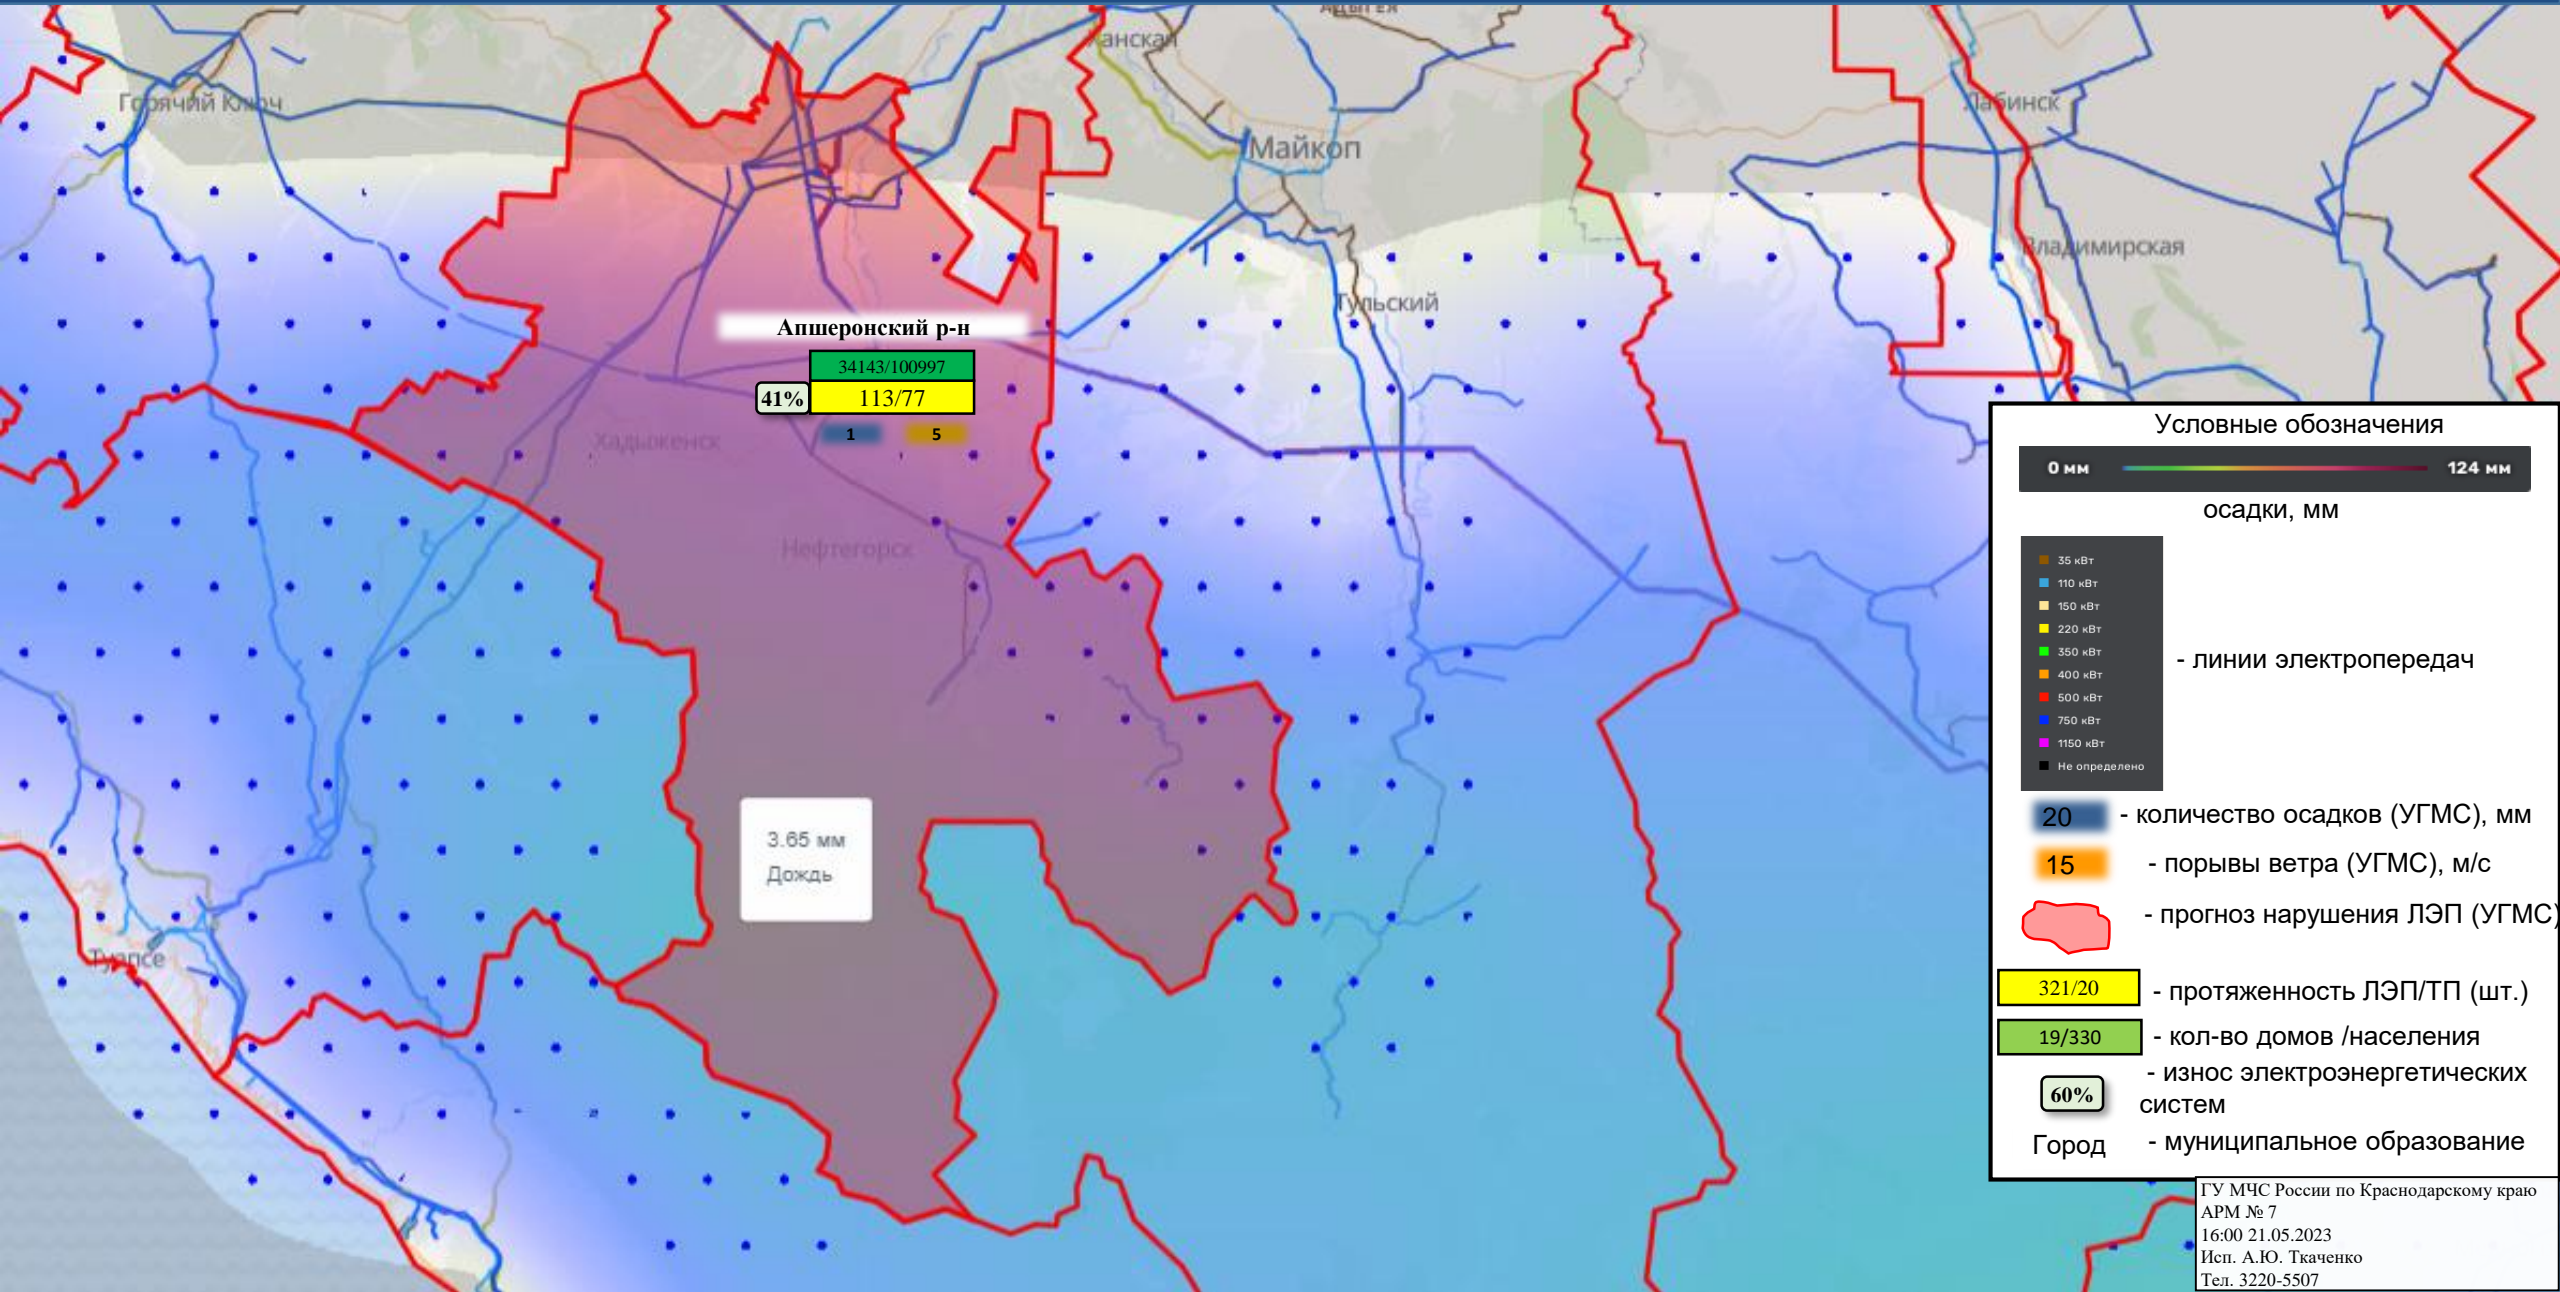 Адыгея
Ханская
Горячий Ключ
Лабинск
Майкоп
Владимирская
Тульский
Апшеронский р-н
34143/100997
41%
113/77
1
5
Хадыженск
Нефтегорск
3.65 мм
Дождь
Туапсе
Условные обозначения
0 мм
124 мм
осадки, мм
35 кВт
110 кВт
150 кВт
220 кВт
350 кВт
400 кВт
500 кВт
750 кВт
1150 кВт
Не определено
- линии электропередач
20 - количество осадков (УГМС), мм
15 - порывы ветра (УГМС), м/с
- прогноз нарушения ЛЭП (УГМС)
321/20 - протяженность ЛЭП/ТП (шт.)
19/330 - кол-во домов /населения
60% - износ электроэнергетических
систем
Город - муниципальное образование
ГУ МЧС России по Краснодарскому краю
АРМ № 7
16:00 21.05.2023
Исп. А.Ю. Ткаченко
Тел. 3220-5507